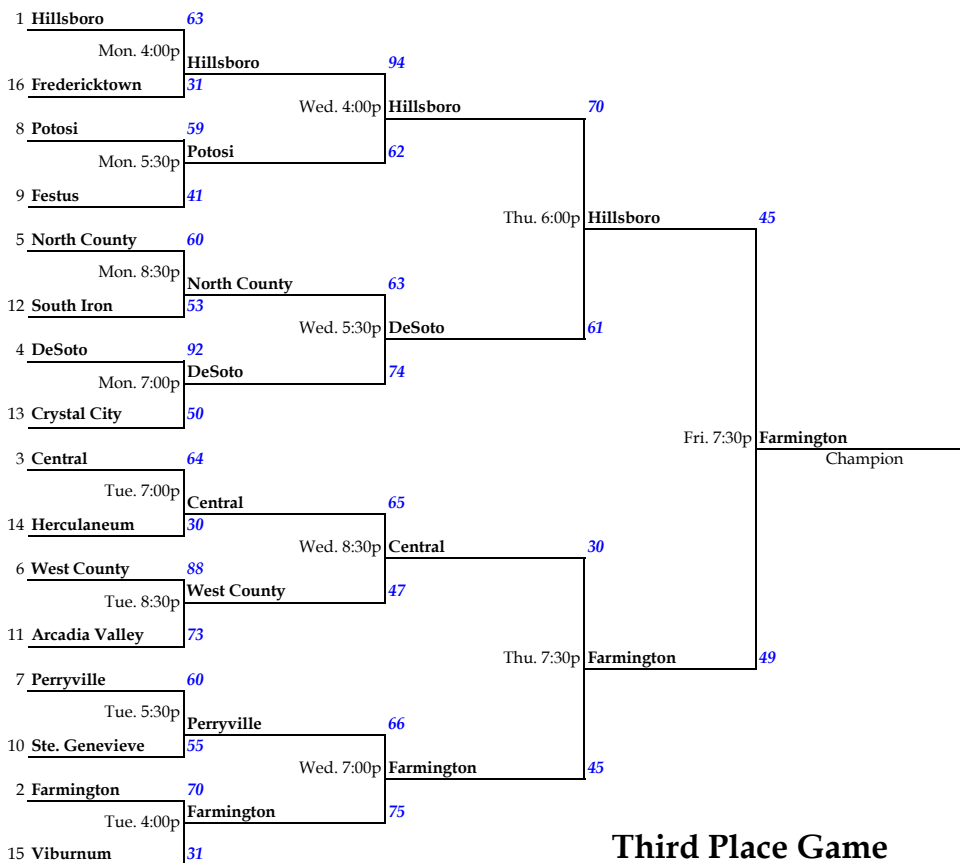 1 Hillsboro 63
Mon. 4:00p
Hillsboro 94
16 Fredericktown 31
Wed. 4:00p Hillsboro 70
8 Potosi 59
Mon. 5:30p Potosi 62
9 Festus 41
Thu. 6:00p Hillsboro 45
5 North County 60
Mon. 8:30p
North County 63
12 South Iron 53
Wed. 5:30p DeSoto 61
4 DeSoto 92
Mon. 7:00p DeSoto 74
13 Crystal City 50
Fri. 7:30p Farmington
Champion
3 Central 64
Tue. 7:00p
Central 65
14 Herculaneum 30
Wed. 8:30p Central 30
6 West County 88
Tue. 8:30p West County 47
11 Arcadia Valley 73
Thu. 7:30p Farmington 49
7 Perryville 60
Tue. 5:30p
Perryville 66
10 Ste. Genevieve 55
Wed. 7:00p Farmington 45
2 Farmington 70
Tue. 4:00p Farmington 75
15 Viburnum 31
Third Place Game